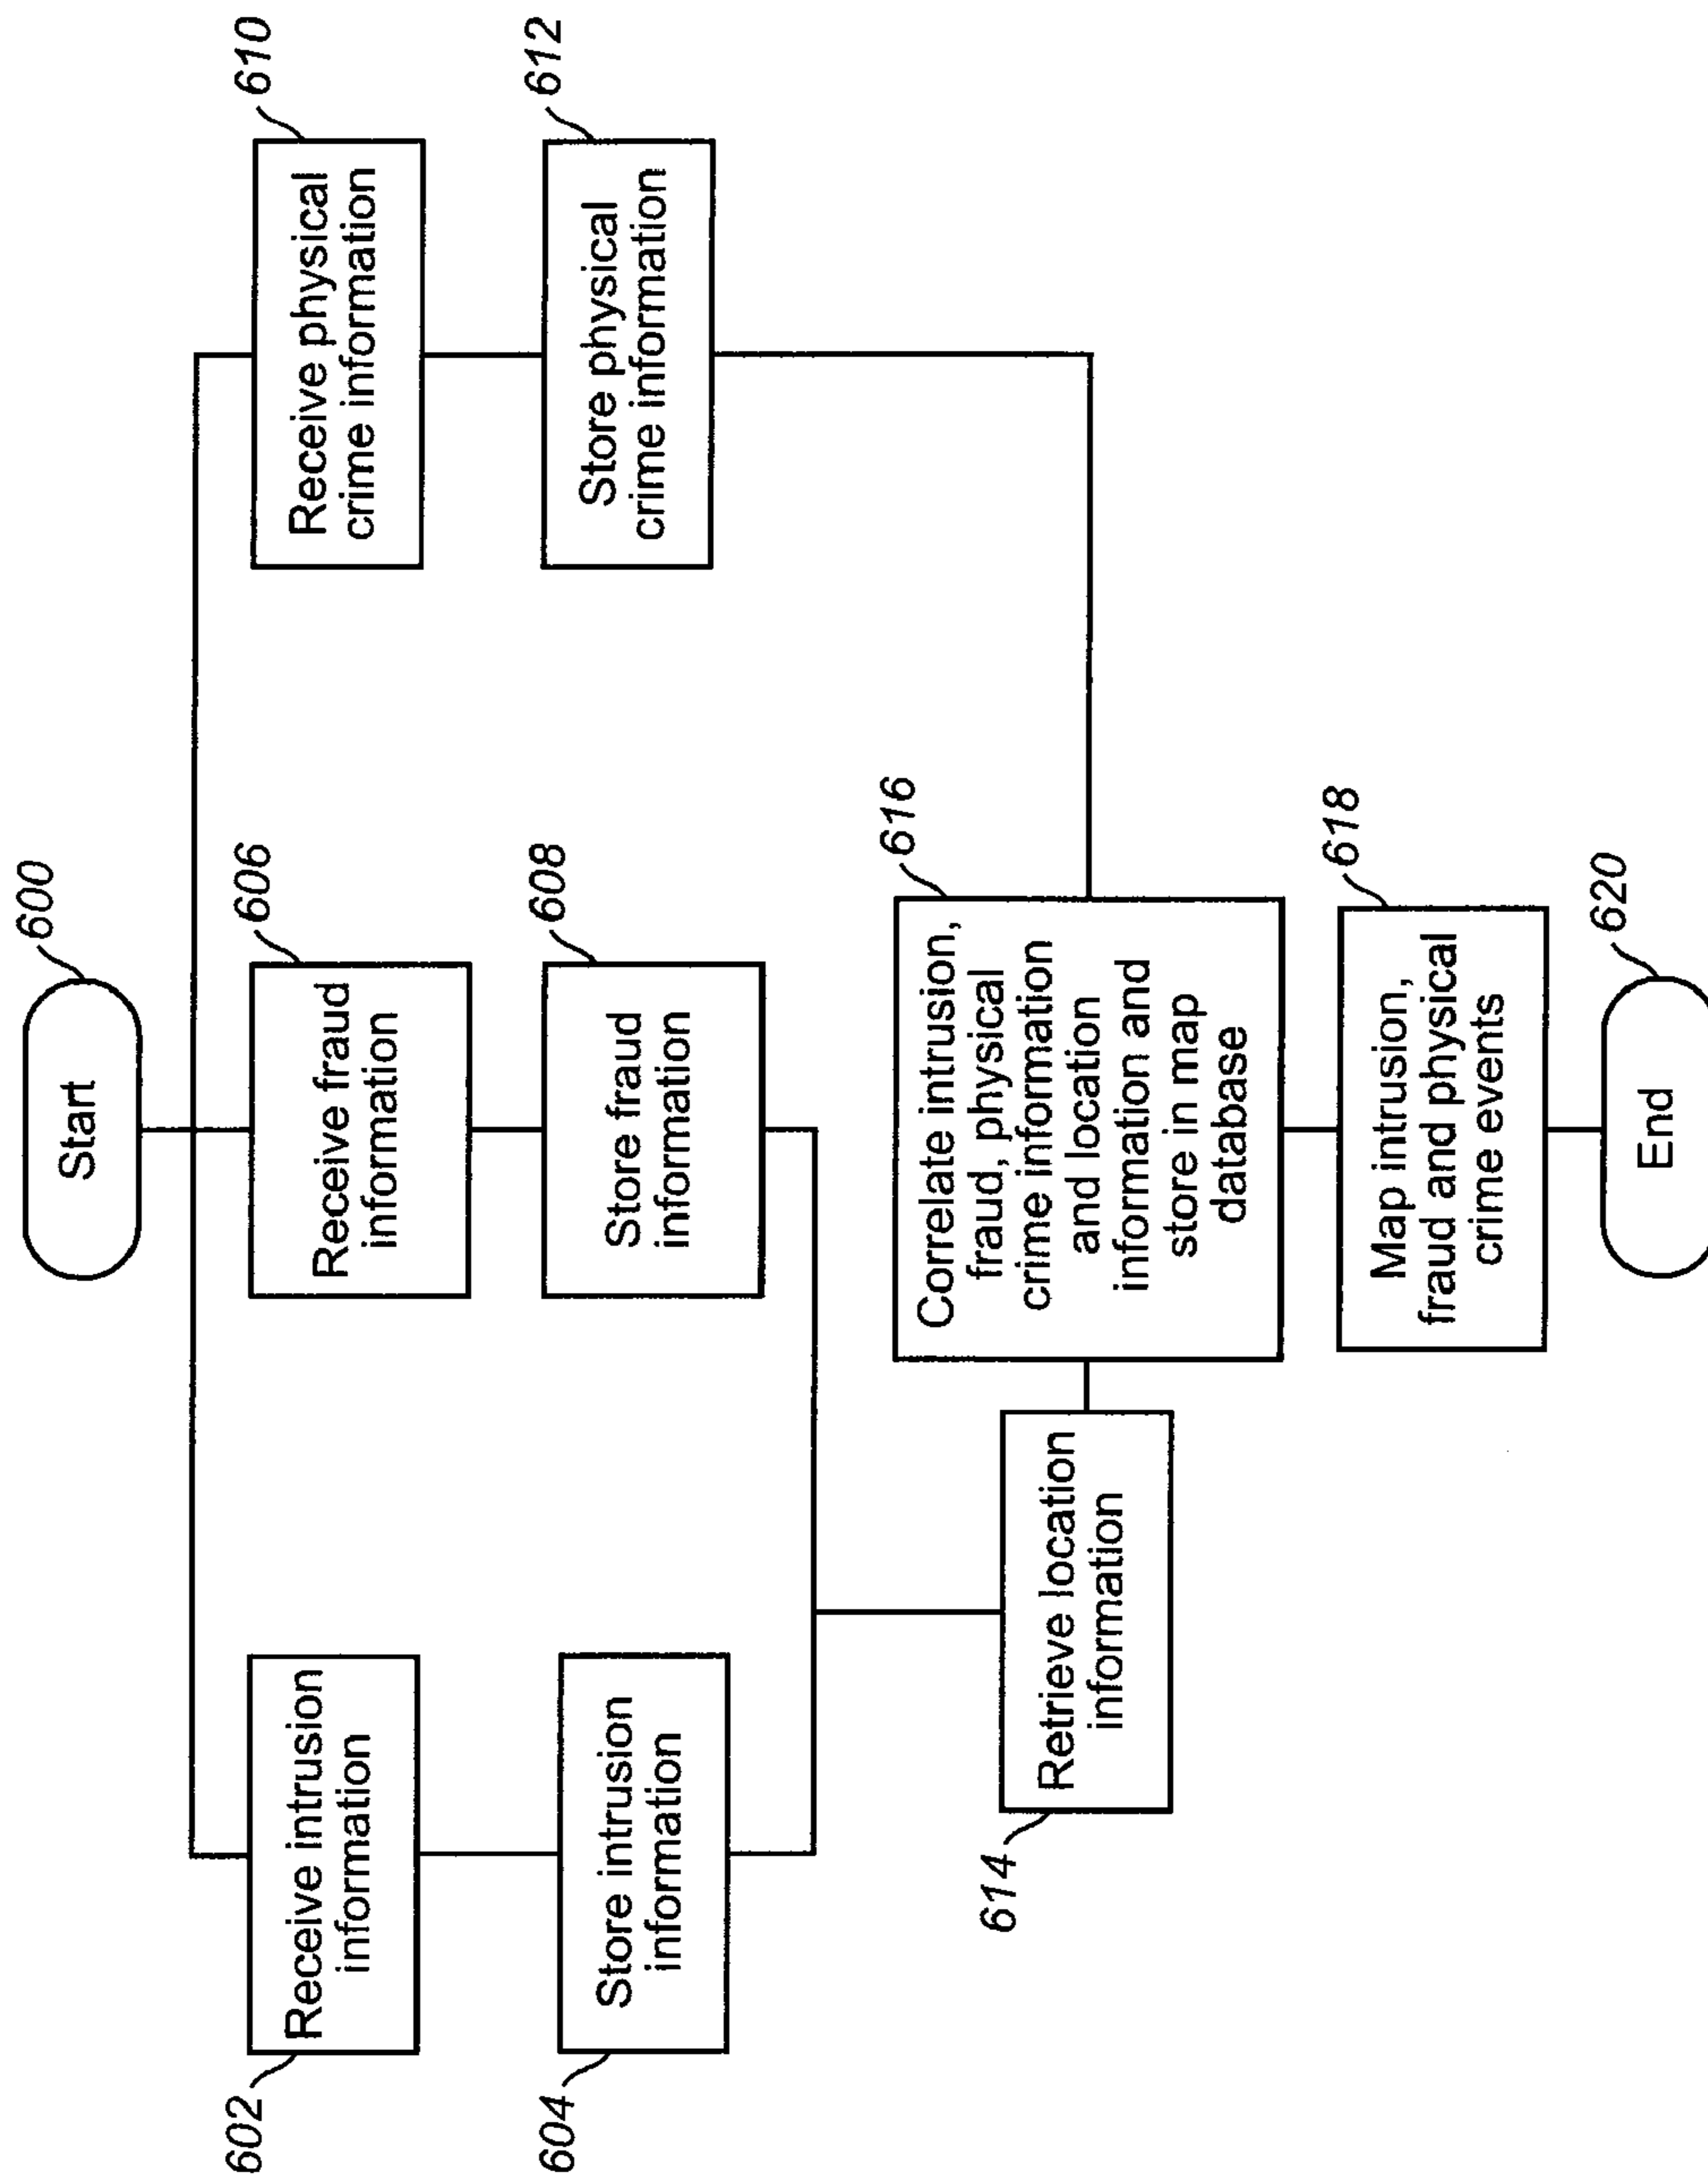 600
Start
602
Receive intrusion
information
606
Receive fraud
information
610
Receive physical
crime information
604
Store intrusion
information
608
Store fraud
information
612
Store physical
crime information
614
Retrieve location
information
616
Correlate intrusion,
fraud, physical
crime information
and location
information and
store in map
database
618
Map intrusion,
fraud and physical
crime events
620
End